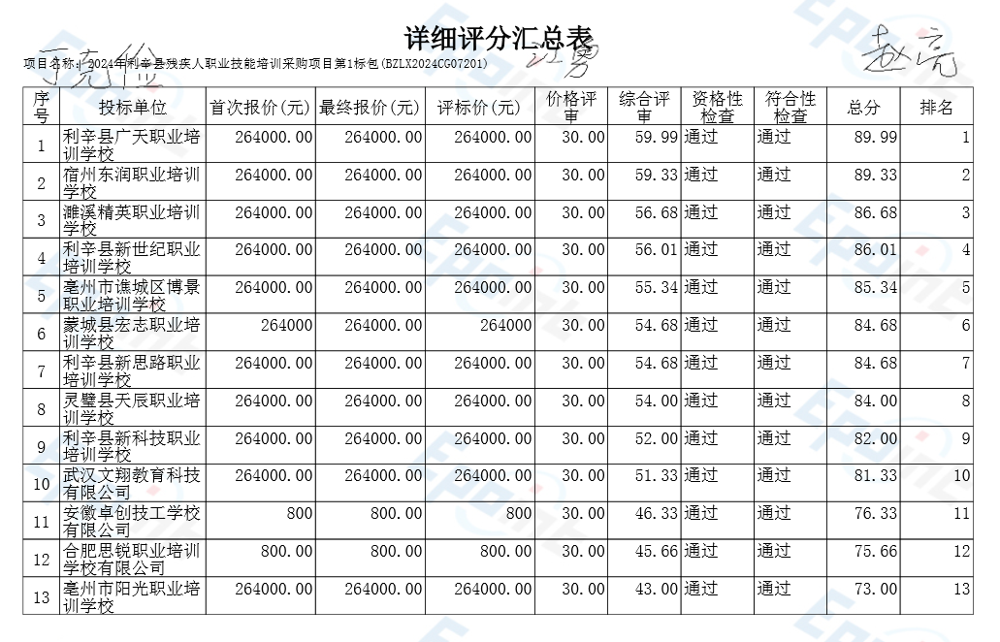 详细评分汇总表
丁克俭 汪勇 赵亮
项目名称：2024年利辛县残疾人职业技能培训采购项目第1标包(BZLX2024CG07201)
序号 投标单位 首次报价(元) 最终报价(元) 评标价(元) 价格评审 综合评审 资格性检查 符合性检查 总分 排名
1 利辛县广天职业培训学校 264000.00 264000.00 264000.00 30.00 59.99 通过 通过 89.99 1
2 宿州东润职业培训学校 264000.00 264000.00 264000.00 30.00 59.33 通过 通过 89.33 2
3 濉溪精英职业培训学校 264000.00 264000.00 264000.00 30.00 56.68 通过 通过 86.68 3
4 利辛县新世纪职业培训学校 264000.00 264000.00 264000.00 30.00 56.01 通过 通过 86.01 4
5 亳州市谯城区博景职业培训学校 264000.00 264000.00 264000.00 30.00 55.34 通过 通过 85.34 5
6 蒙城县宏志职业培训学校 264000 264000.00 264000 30.00 54.68 通过 通过 84.68 6
7 利辛县新思路职业培训学校 264000.00 264000.00 264000.00 30.00 54.68 通过 通过 84.68 7
8 灵璧县天辰职业培训学校 264000.00 264000.00 264000.00 30.00 54.00 通过 通过 84.00 8
9 利辛县新科技职业培训学校 264000.00 264000.00 264000.00 30.00 52.00 通过 通过 82.00 9
10 武汉文翔教育科技有限公司 264000.00 264000.00 264000.00 30.00 51.33 通过 通过 81.33 10
11 安徽卓创技工学校有限公司 800 800.00 800 30.00 46.33 通过 通过 76.33 11
12 合肥思锐职业培训学校有限公司 800.00 800.00 800.00 30.00 45.66 通过 通过 75.66 12
13 亳州市阳光职业培训学校 264000.00 264000.00 264000.00 30.00 43.00 通过 通过 73.00 13